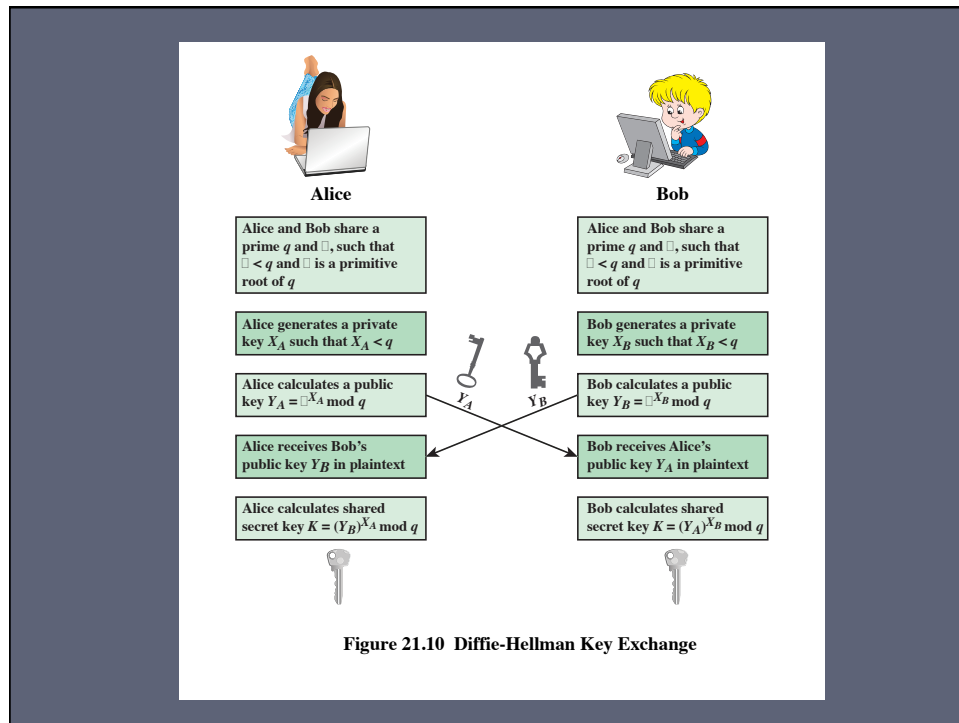 Alice
Alice and Bob share a
prime q and □, such that
□ < q and □ is a primitive
root of q
Alice generates a private
key X_A such that X_A < q
Alice calculates a public
key Y_A = □^X_A mod q
Alice receives Bob's
public key Y_B in plaintext
Alice calculates shared
secret key K = (Y_B)^X_A mod q
Y_A
Y_B
Bob
Alice and Bob share a
prime q and □, such that
□ < q and □ is a primitive
root of q
Bob generates a private
key X_B such that X_B < q
Bob calculates a public
key Y_B = □^X_B mod q
Bob receives Alice's
public key Y_A in plaintext
Bob calculates shared
secret key K = (Y_A)^X_B mod q
Figure 21.10 Diffie-Hellman Key Exchange